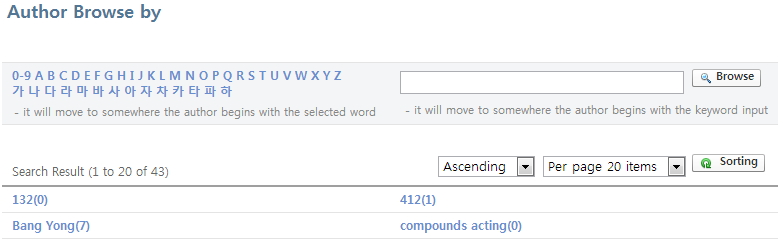 Author Browse by
0-9 A B C D E F G H I J K L M N O P Q R S T U V W X Y Z
가 나 다 라 마 바 사 아 자 차 카 타 파 하
- it will move to somewhere the author begins with the selected word
Browse
- it will move to somewhere the author begins with the keyword input
Search Result (1 to 20 of 43)
Ascending
Per page 20 items
Sorting
132(0)
412(1)
Bang Yong(7)
compounds acting(0)